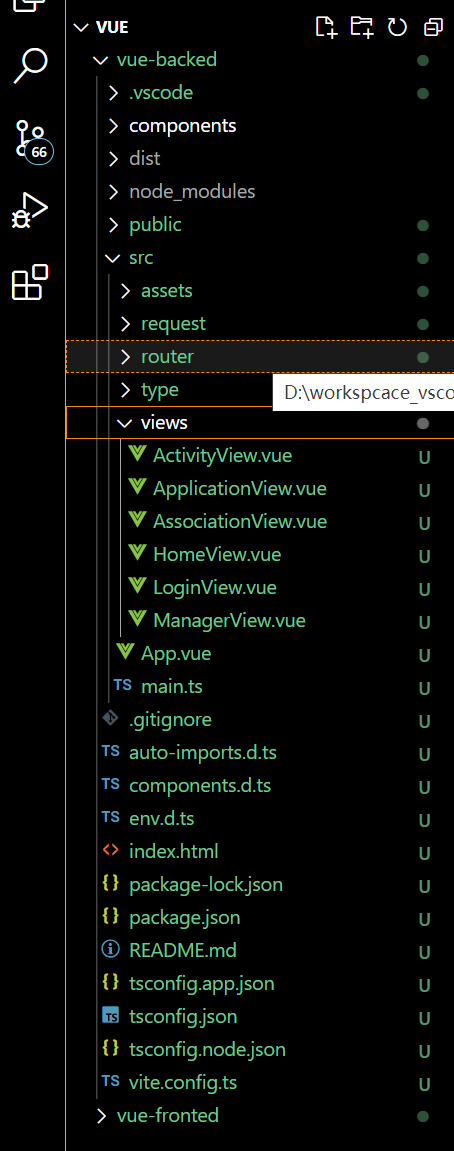 VUE
vue-backed
.vscode
components
66
dist
node_modules
public
src
assets
request
router
type
D:\workspcace_vsco
views
ActivityView.vue U
ApplicationView.vue U
AssociationView.vue U
HomeView.vue U
LoginView.vue U
ManagerView.vue U
App.vue U
TS main.ts U
.gitignore U
TS auto-imports.d.ts U
TS components.d.ts U
TS env.d.ts U
<> index.html U
{} package-lock.json U
{} package.json U
README.md U
{} tsconfig.app.json U
TS tsconfig.json U
{} tsconfig.node.json U
TS vite.config.ts U
vue-fronted